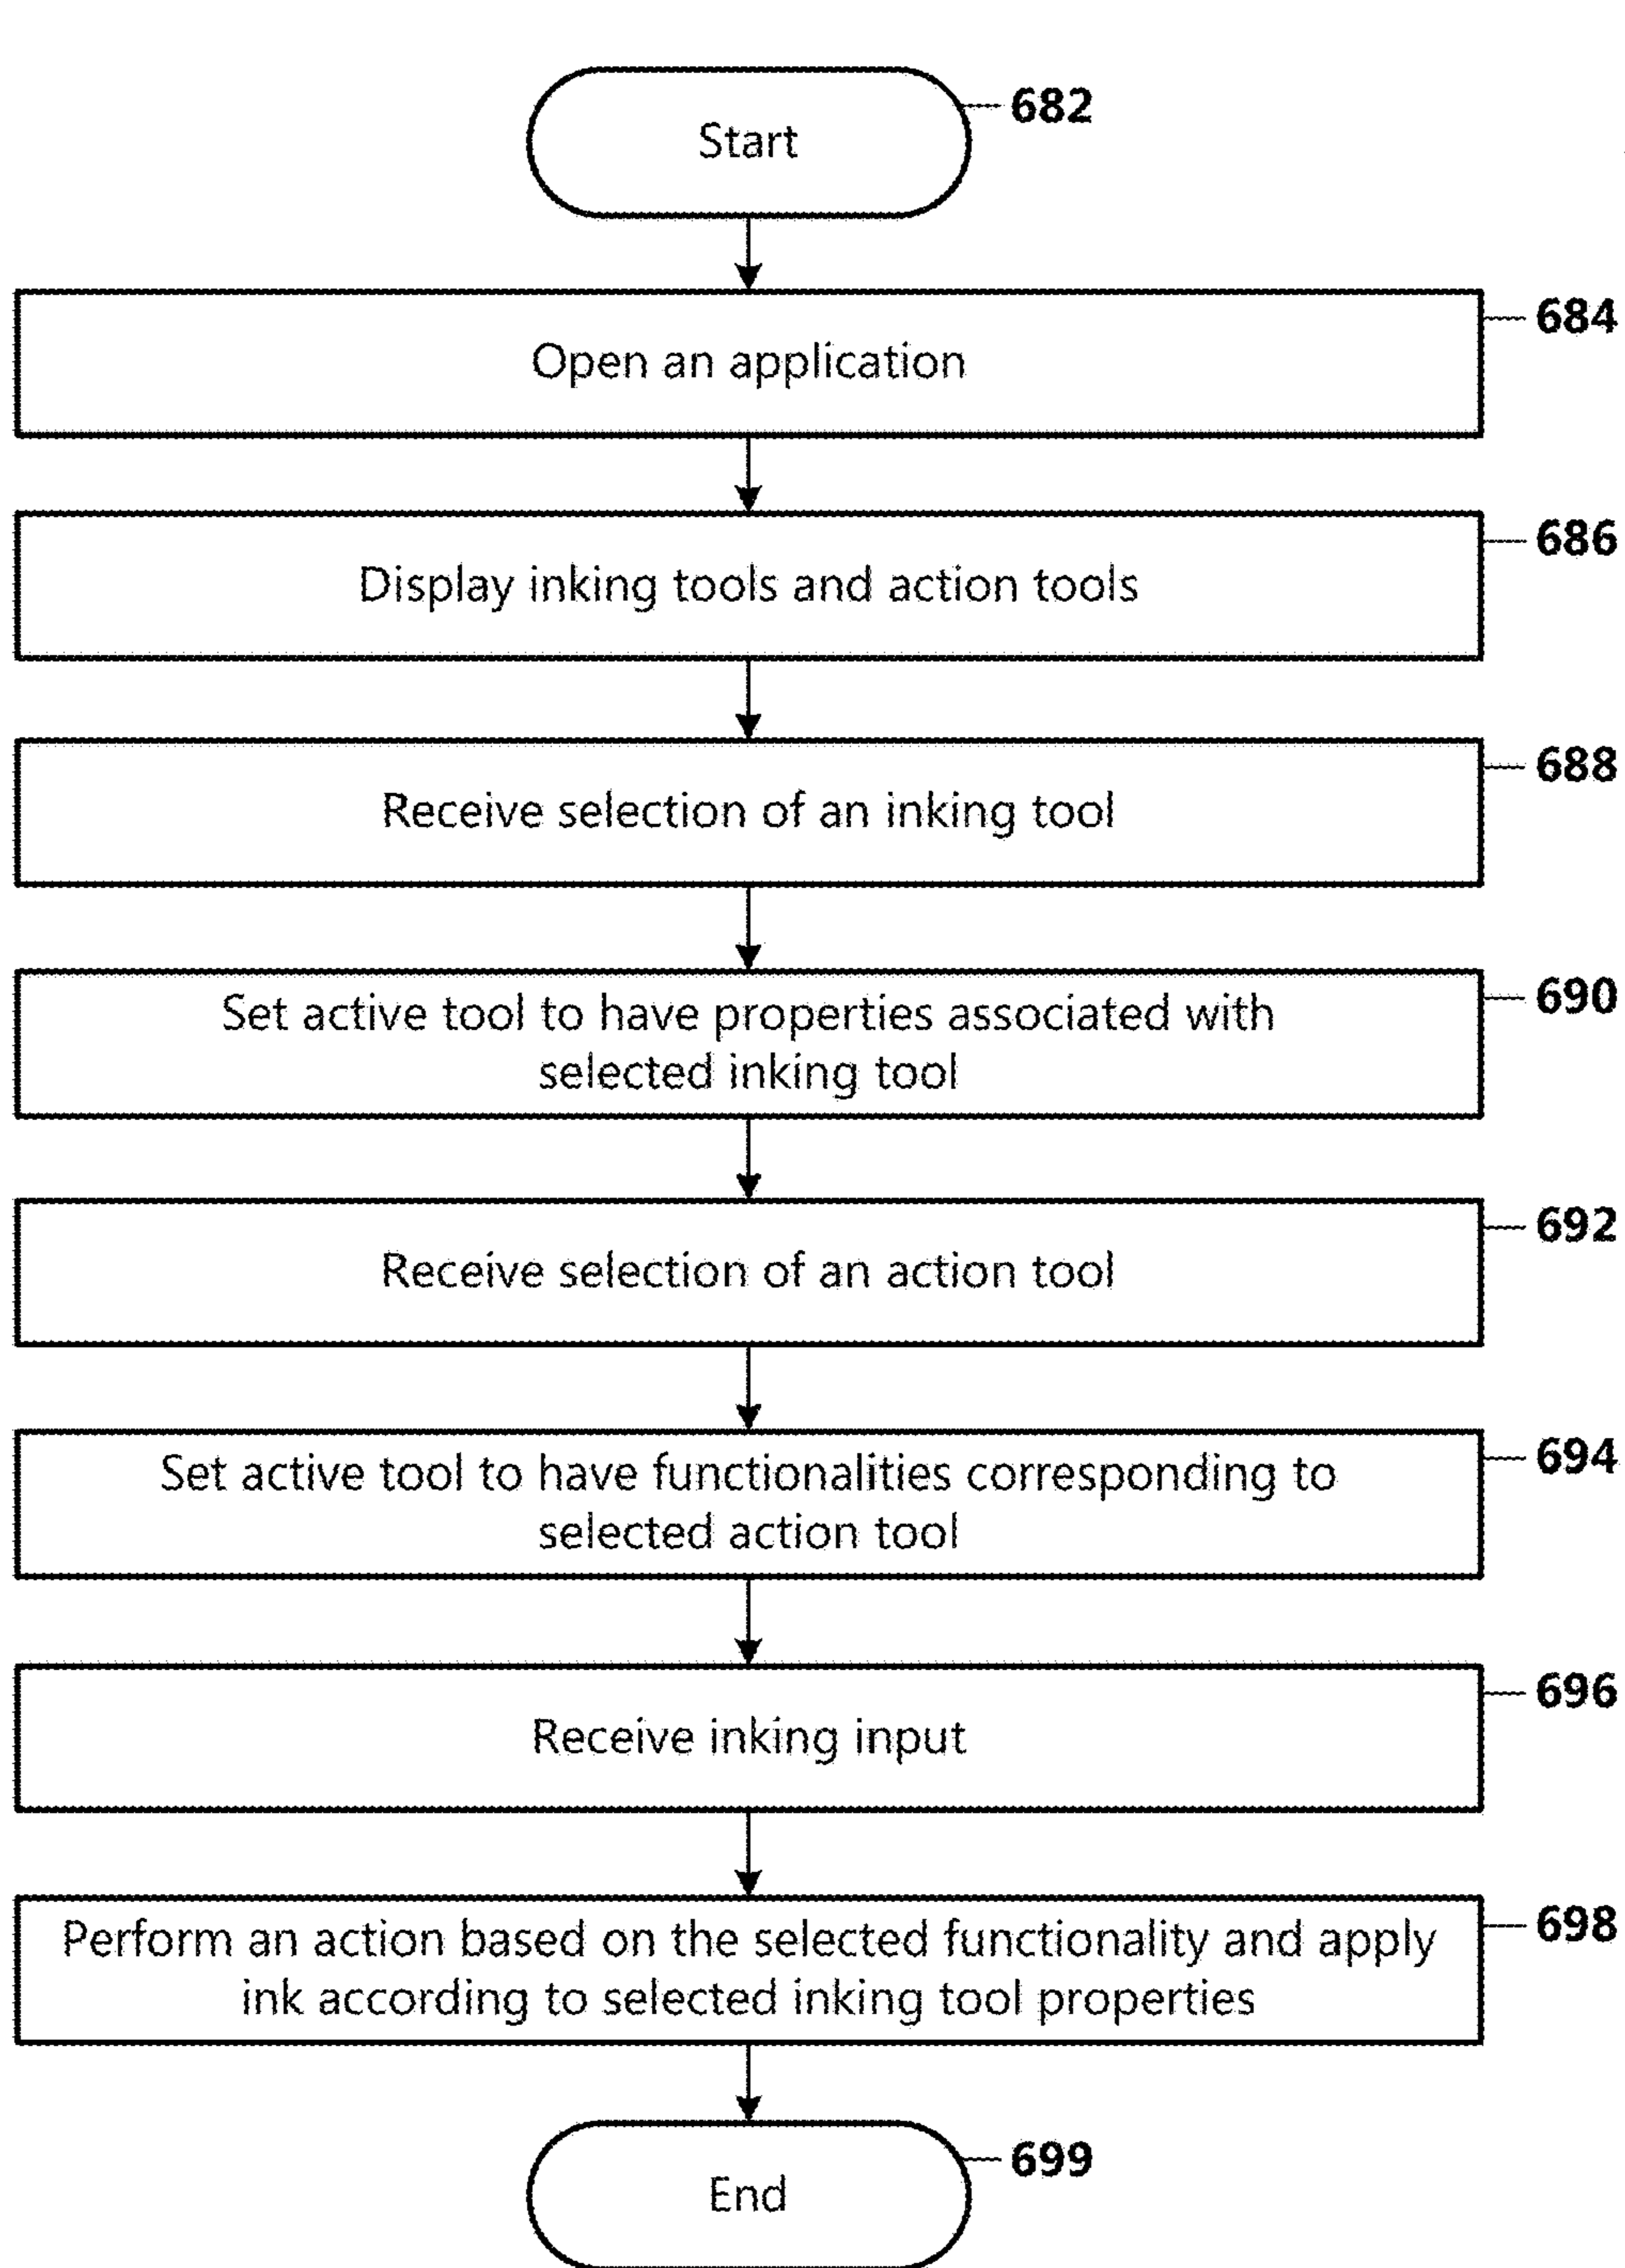 Start
682
Open an application
684
Display inking tools and action tools
686
Receive selection of an inking tool
688
Set active tool to have properties associated with
selected inking tool
690
Receive selection of an action tool
692
Set active tool to have functionalities corresponding to
selected action tool
694
Receive inking input
696
Perform an action based on the selected functionality and apply
ink according to selected inking tool properties
698
End
699